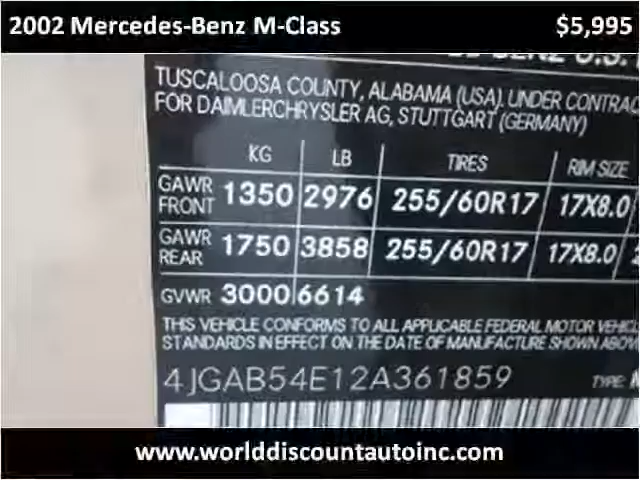 2002 Mercedes-Benz M-Class $5,995
TUSCALOOSA COUNTY, ALABAMA (USA). UNDER
FOR DAIMLERCHRYSLER AG, STUTTGART (GERMANY)
KG LB TIRES RIM SIZE
GAWR FRONT 1350 2976 255/60R17 17X8.0
GAWR REAR 1750 3858 255/60R17 17X8.0
GVWR 3000 6614
THIS VEHICLE CONFORMS TO ALL APPLICABLE FEDERAL MOTOR
STANDARDS IN EFFECT ON THE DATE OF MANUFACTURE SHOWN ABOVE
4JGAB54E12A361859 TYPE:
www.worlddiscountautoinc.com